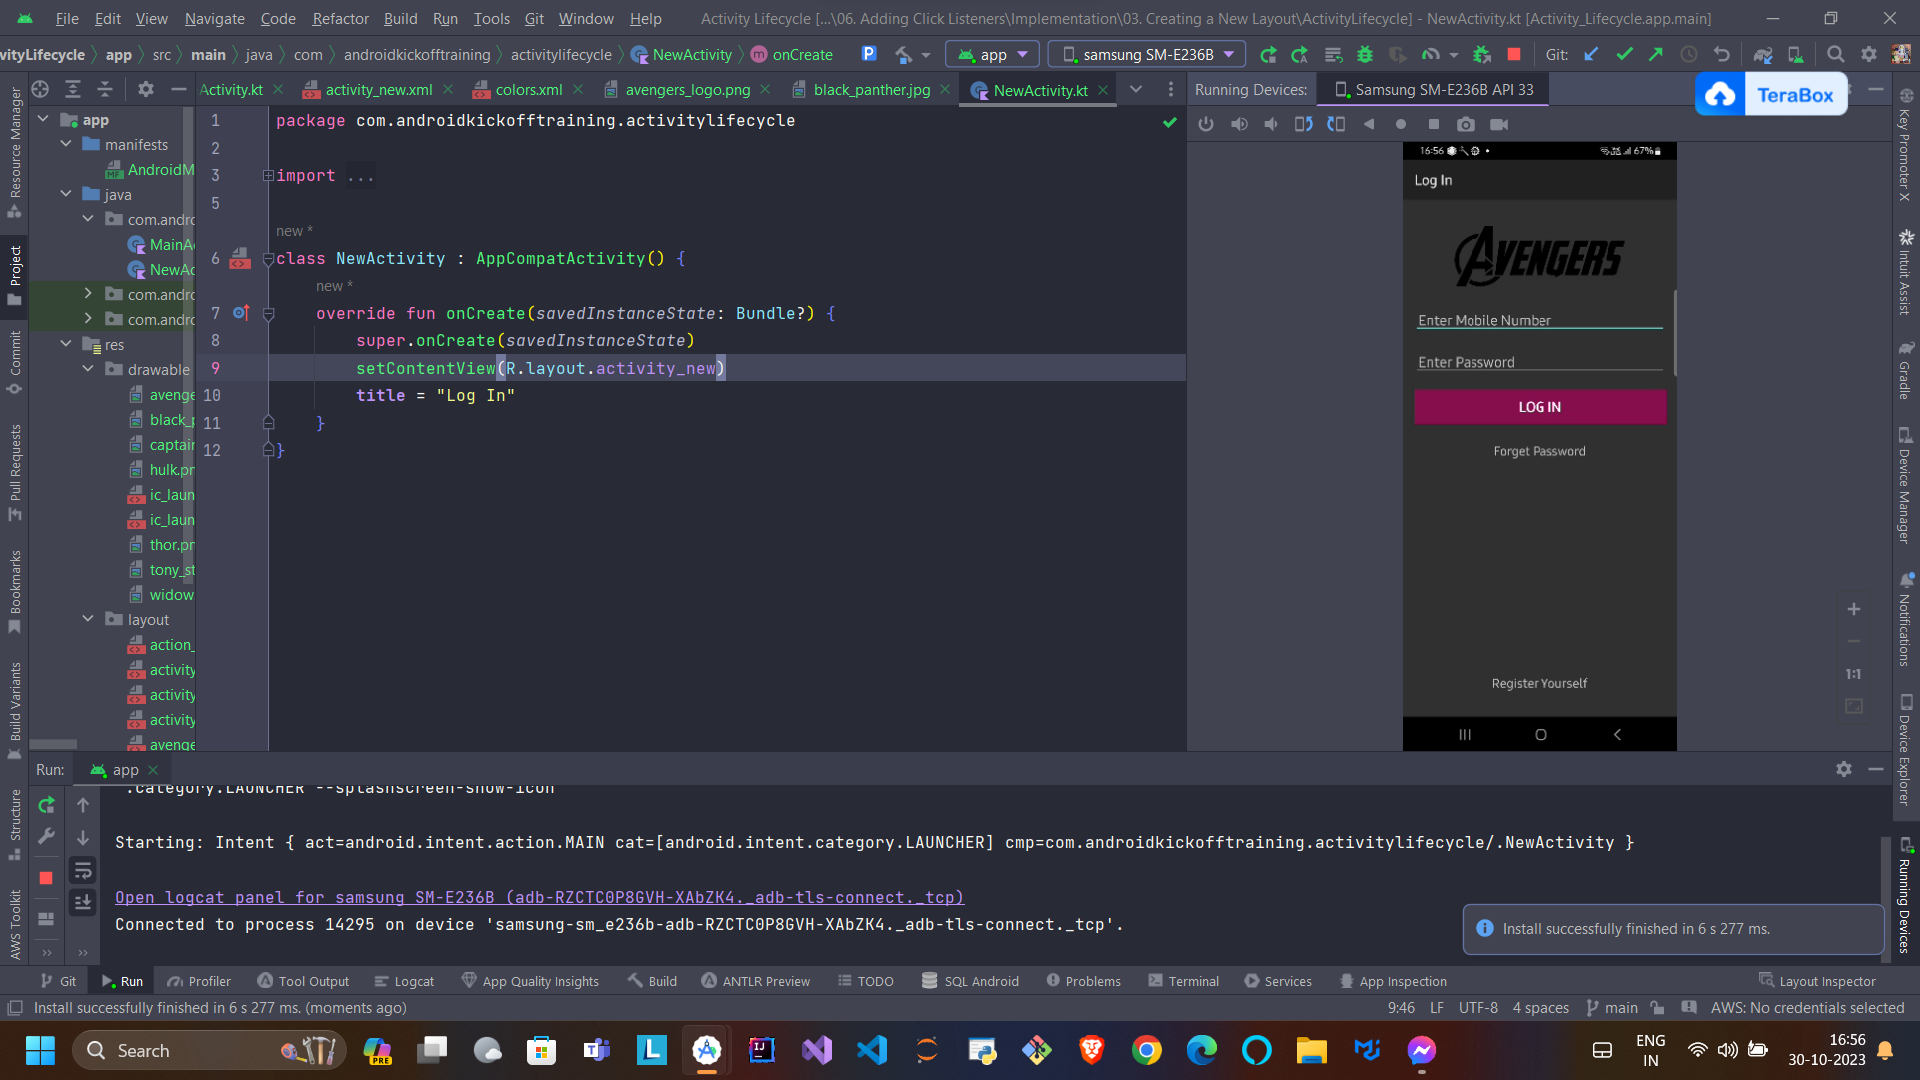 File Edit View Navigate Code Refactor Build Run Tools Git Window Help Activity Lifecycle [...\06. Adding Click Listeners\Implementation\03. Creating a New Layout\ActivityLifecycle] - NewActivity.kt [Activity_Lifecycle.app.main]
vityLifecycle app src main java com androidkickofftraining activitylifecycle NewActivity onCreate app samsung SM-E236B Git:
Activity.kt activity_new.xml colors.xml avengers_logo.png black_panther.jpg NewActivity.kt Running Devices: Samsung SM-E236B API 33
TeraBox
Resource Manager
Project
Commit
Pull Requests
Bookmarks
Build Variants
Structure
AWS Toolkit
app
manifests
AndroidM
java
com.andro
MainAc
NewAc
com.andro
com.andro
res
drawable
avenge
black_p
captain
hulk.pn
ic_laun
ic_laun
thor.pn
tony_st
widow
layout
action_
activity
activity
activity
avenge
1 package com.androidkickofftraining.activitylifecycle
2
3 import ...
5
new *
6 class NewActivity : AppCompatActivity() {
new *
7 override fun onCreate(savedInstanceState: Bundle?) {
8 super.onCreate(savedInstanceState)
9 setContentView(R.layout.activity_new)
10 title = "Log In"
11 }
12 }
16:56 67%
Log In
AVENGERS
Enter Mobile Number
Enter Password
LOG IN
Forget Password
Register Yourself
1:1
Key Promoter X
Intuit Assist
Gradle
Device Manager
Notifications
Device Explorer
Running Devices
Run: app
.category.LAUNCHER --splashscreen-show-icon
Starting: Intent { act=android.intent.action.MAIN cat=[android.intent.category.LAUNCHER] cmp=com.androidkickofftraining.activitylifecycle/.NewActivity }
Open logcat panel for samsung SM-E236B (adb-RZCTC0P8GVH-XAbZK4._adb-tls-connect._tcp)
Connected to process 14295 on device 'samsung-sm_e236b-adb-RZCTC0P8GVH-XAbZK4._adb-tls-connect._tcp'.
Install successfully finished in 6 s 277 ms.
Git Run Profiler Tool Output Logcat App Quality Insights Build ANTLR Preview TODO SQL Android Problems Terminal Services App Inspection Layout Inspector
Install successfully finished in 6 s 277 ms. (moments ago) 9:46 LF UTF-8 4 spaces main AWS: No credentials selected
Search PRE
ENG
IN
16:56
30-10-2023